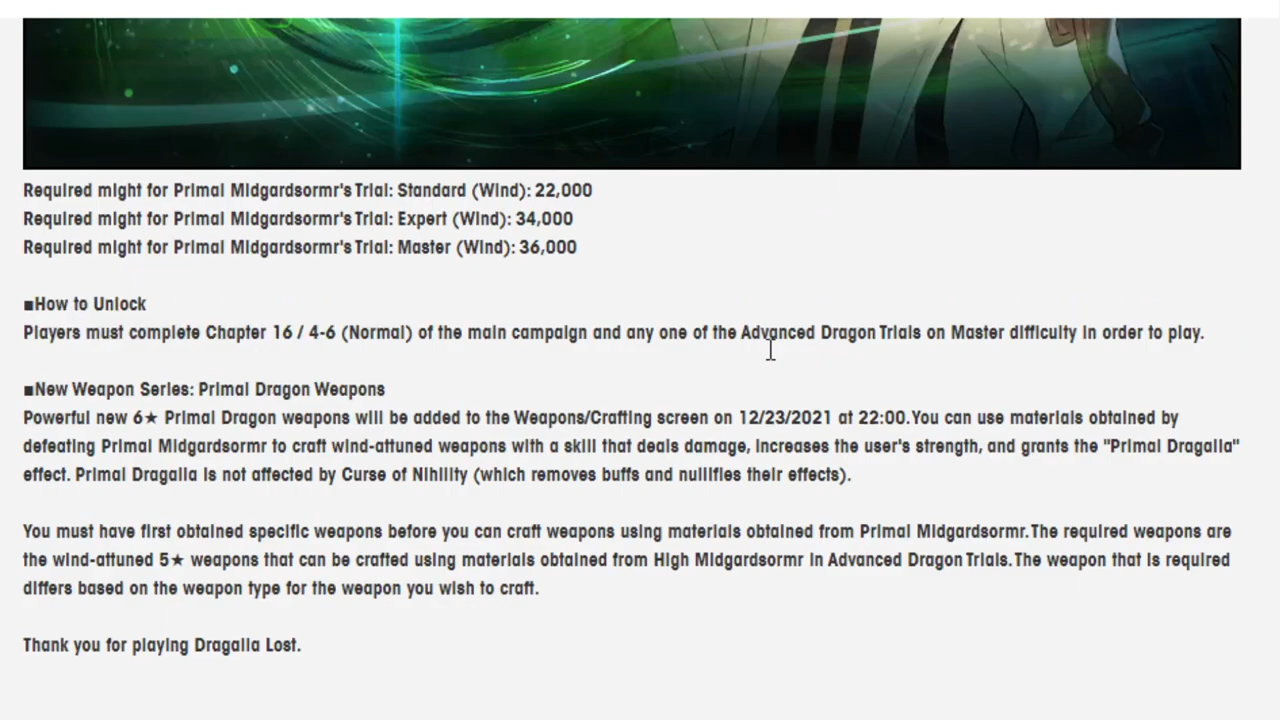 Required might for Primal Midgardsormr's Trial: Standard (Wind): 22,000
Required might for Primal Midgardsormr's Trial: Expert (Wind): 34,000
Required might for Primal Midgardsormr's Trial: Master (Wind): 36,000
■How to Unlock
Players must complete Chapter 16 / 4-6 (Normal) of the main campaign and any one of the Advanced Dragon Trials on Master difficulty in order to play.
■New Weapon Series: Primal Dragon Weapons
Powerful new 6★ Primal Dragon weapons will be added to the Weapons/Crafting screen on 12/23/2021 at 22:00. You can use materials obtained by
defeating Primal Midgardsormr to craft wind-attuned weapons with a skill that deals damage, increases the user's strength, and grants the "Primal Dragalia"
effect. Primal Dragalia is not affected by Curse of Nihility (which removes buffs and nullifies their effects).
You must have first obtained specific weapons before you can craft weapons using materials obtained from Primal Midgardsormr. The required weapons are
the wind-attuned 5★ weapons that can be crafted using materials obtained from High Midgardsormr in Advanced Dragon Trials. The weapon that is required
differs based on the weapon type for the weapon you wish to craft.
Thank you for playing Dragalia Lost.